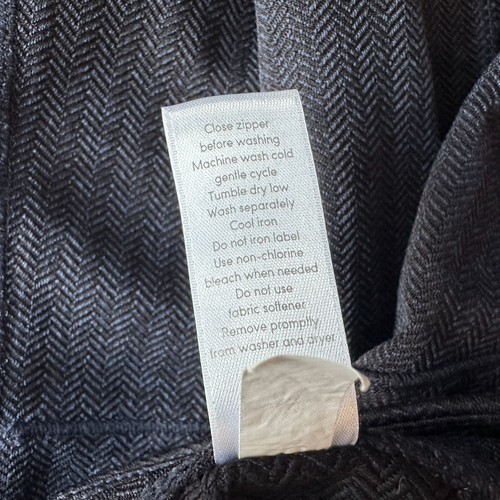 Close zipper
before washing
Machine wash cold
gentle cycle
Tumble dry low
Wash separately
Cool iron
Do not iron label
Use non-chlorine
bleach when needed
Do not use
fabric softener
Remove promptly
from washer and dryer